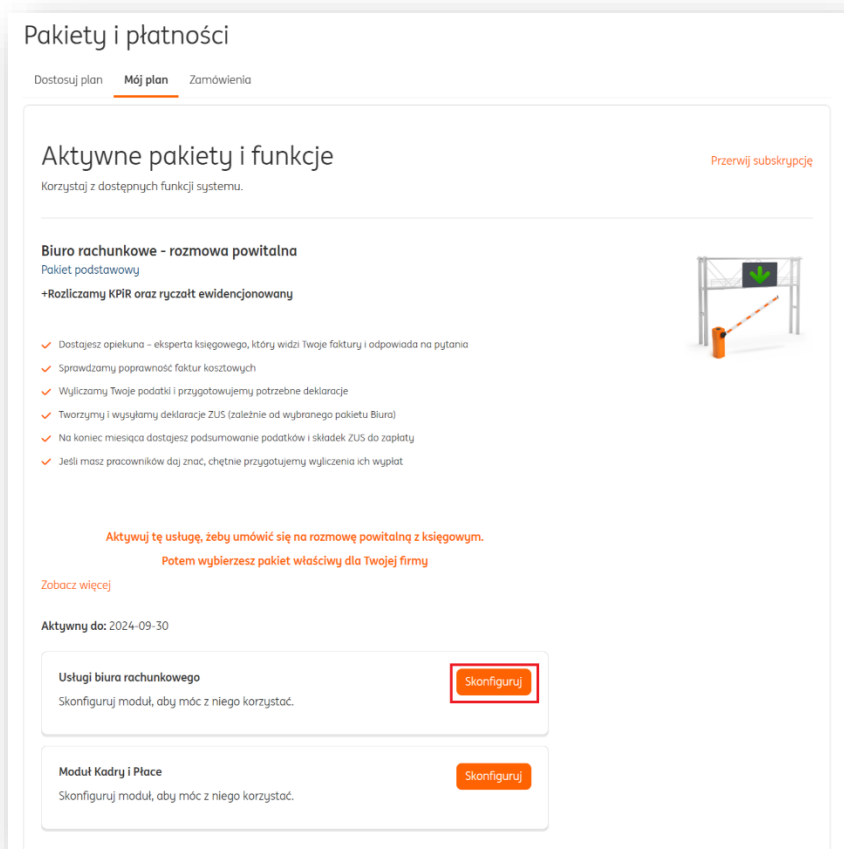 Pakiety i płatności
Dostosuj plan Mój plan Zamówienia
Aktywne pakiety i funkcje
Przerwij subskrypcję
Korzystaj z dostępnych funkcji systemu.
Biuro rachunkowe - rozmowa powitalna
Pakiet podstawowy
+Rozliczamy KPiR oraz ryczałt ewidencjonowany
Dostajesz opiekuna – eksperta księgowego, który widzi Twoje faktury i odpowiada na pytania
Sprawdzamy poprawność faktur kosztowych
Wyliczamy Twoje podatki i przygotowujemy potrzebne deklaracje
Tworzymy i wysyłamy deklaracje ZUS (zależnie od wybranego pakietu Biura)
Na koniec miesiąca dostajesz podsumowanie podatków i składek ZUS do zapłaty
Jeśli masz pracowników daj znać, chętnie przygotujemy wyliczenia ich wypłat
Aktywuj tę usługę, żeby umówić się na rozmowę powitalną z księgowym.
Potem wybierzesz pakiet właściwy dla Twojej firmy
Zobacz więcej
Aktywny do: 2024-09-30
Usługi biura rachunkowego
Skonfiguruj
Skonfiguruj moduł, aby móc z niego korzystać.
Moduł Kadry i Płace
Skonfiguruj
Skonfiguruj moduł, aby móc z niego korzystać.